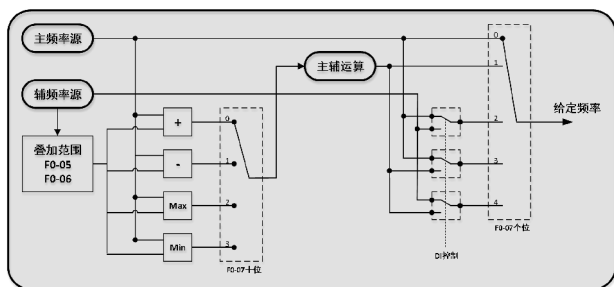 主频率源
0
主辅运算
1
辅频率源
给定频率
+
0
2
叠加范围
F0-05
F0-06
-
1
3
Max
2
4
Min
3
F0-07个位
F0-07十位
DI控制